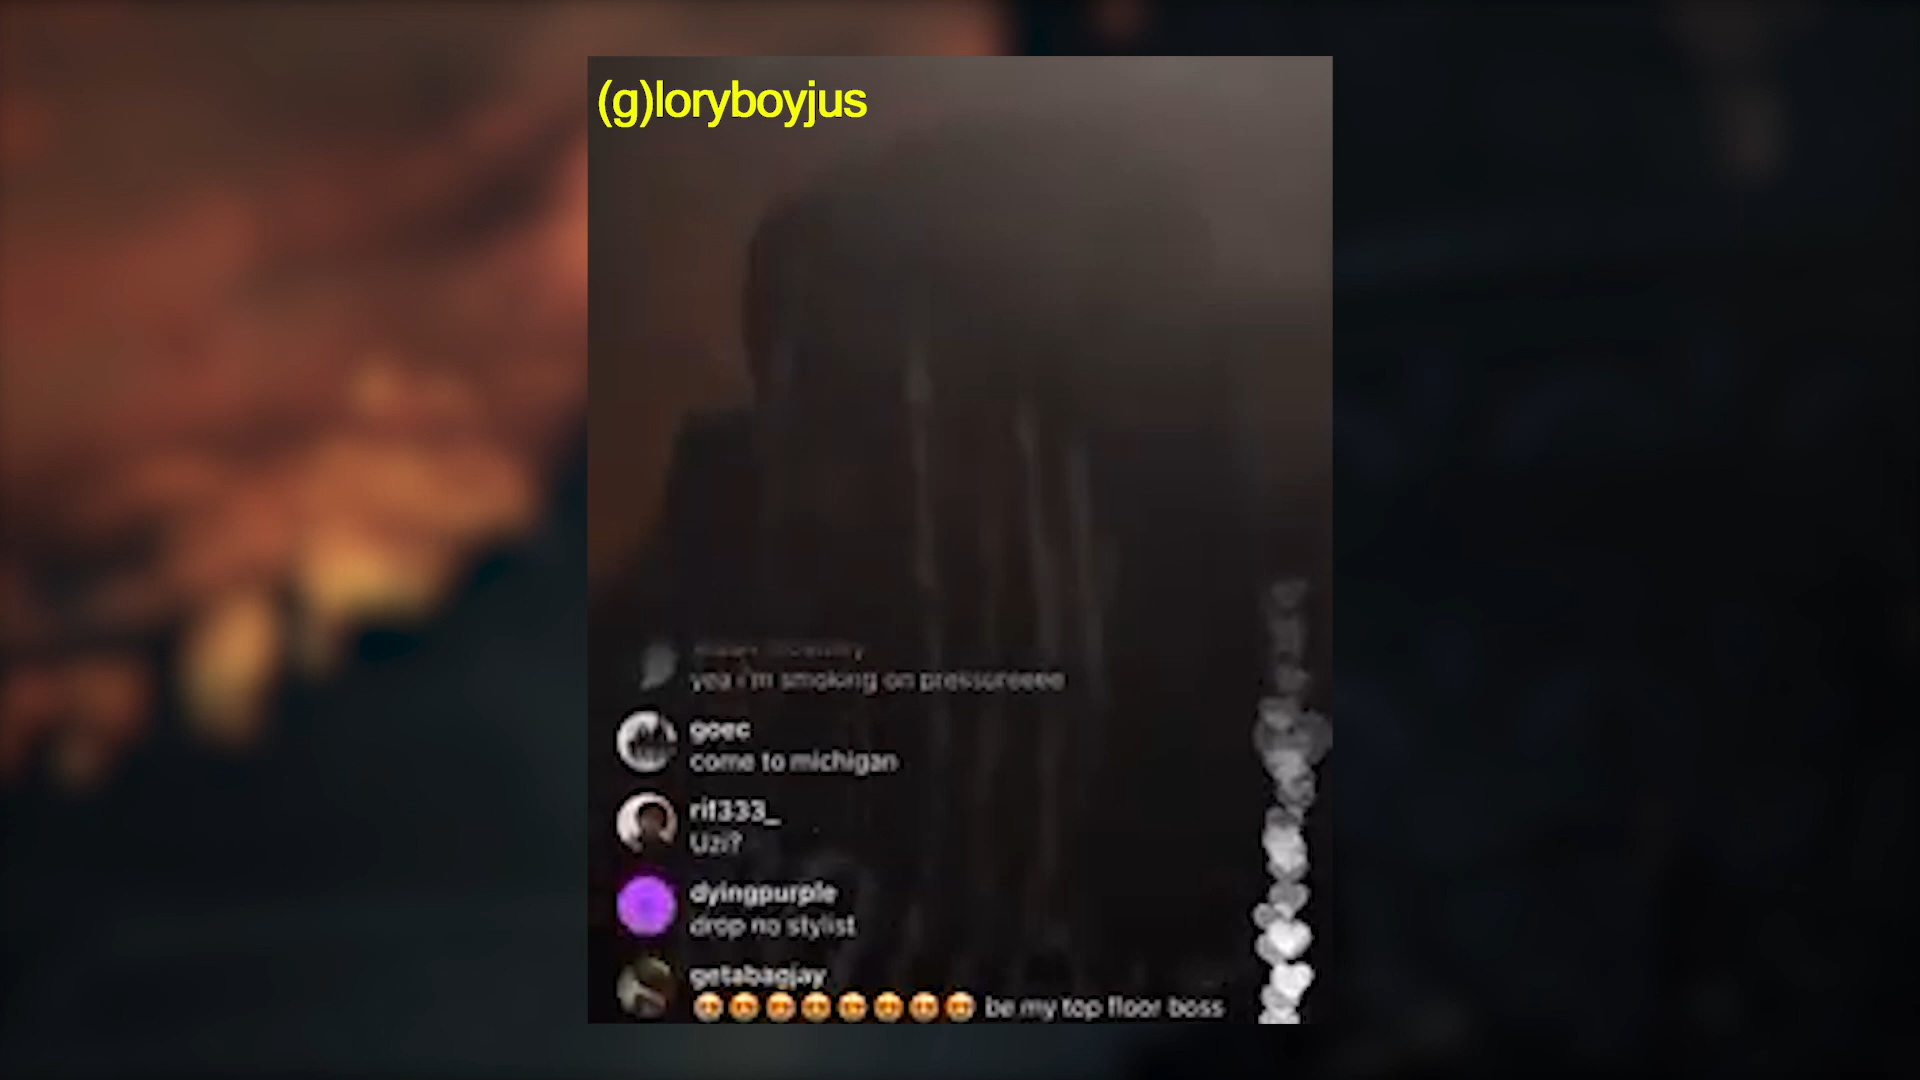 (g)loryboyjus
yea i'm smoking on pressureeee
goec
come to michigan
rif333_
Uzi?
dyingpurple
drop no stylist
getabagjay
😍😍😍😍😍😍😍😍 be my top floor boss